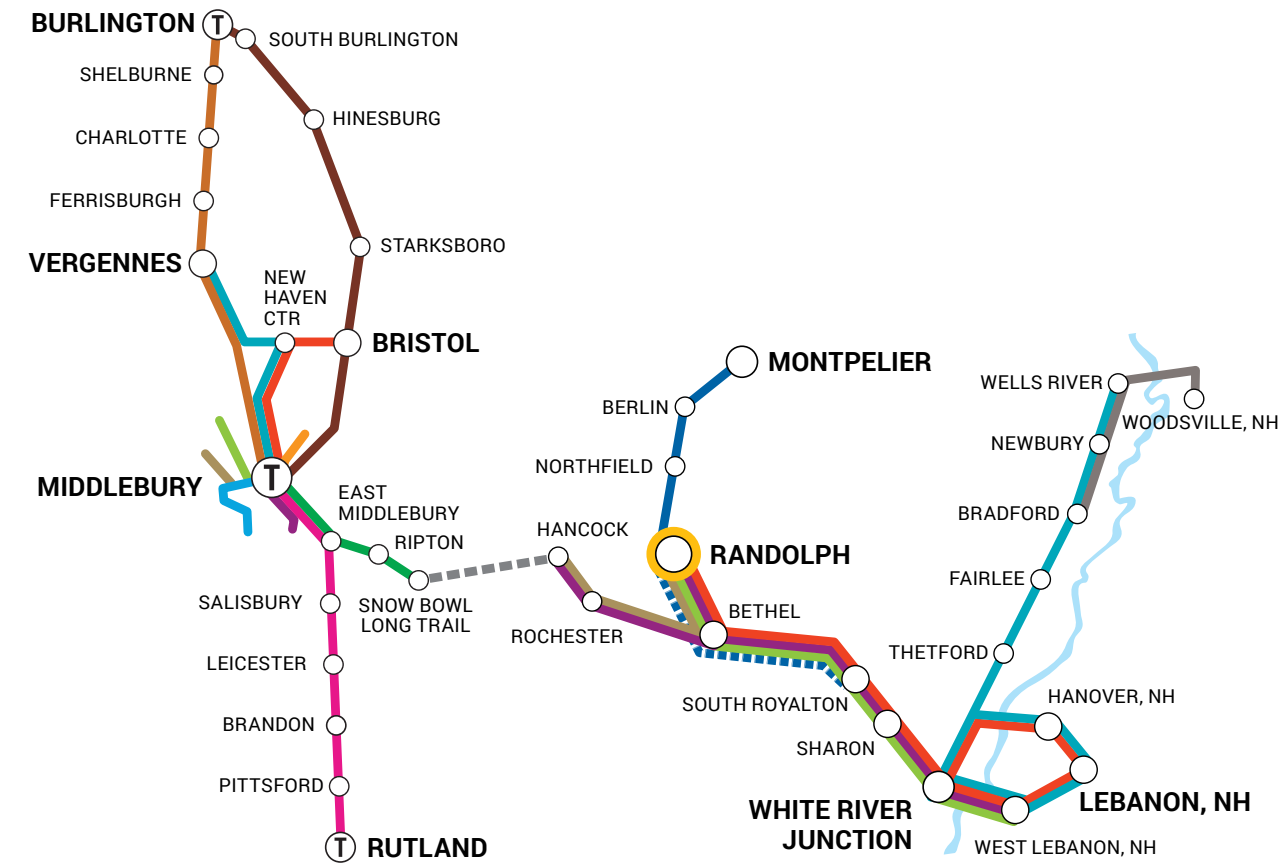 BURLINGTON
T
SOUTH BURLINGTON
SHELBURNE
HINESBURG
CHARLOTTE
FERRISBURGH
STARKSBORO
VERGENNES
NEW
HAVEN
CTR
BRISTOL
MIDDLEBURY
T
EAST
MIDDLEBURY
RIPTON
SNOW BOWL
LONG TRAIL
SALISBURY
LEICESTER
BRANDON
PITTSFORD
T
RUTLAND
MONTPELIER
BERLIN
NORTHFIELD
HANCOCK
RANDOLPH
ROCHESTER
BETHEL
SOUTH ROYALTON
SHARON
WHITE RIVER
JUNCTION
WELLS RIVER
WOODSVILLE, NH
NEWBURY
BRADFORD
FAIRLEE
THETFORD
HANOVER, NH
LEBANON, NH
WEST LEBANON, NH